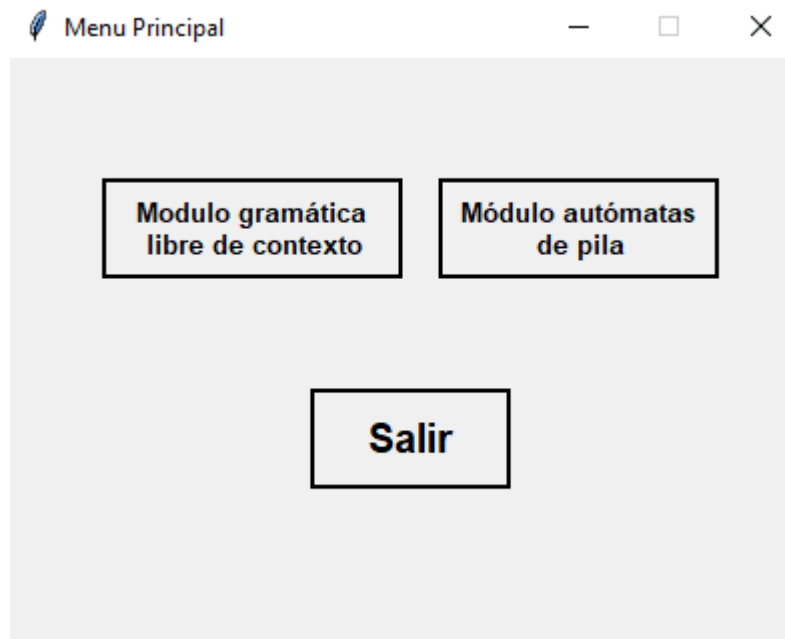 Menu Principal
Modulo gramática
libre de contexto
Módulo autómatas
de pila
Salir